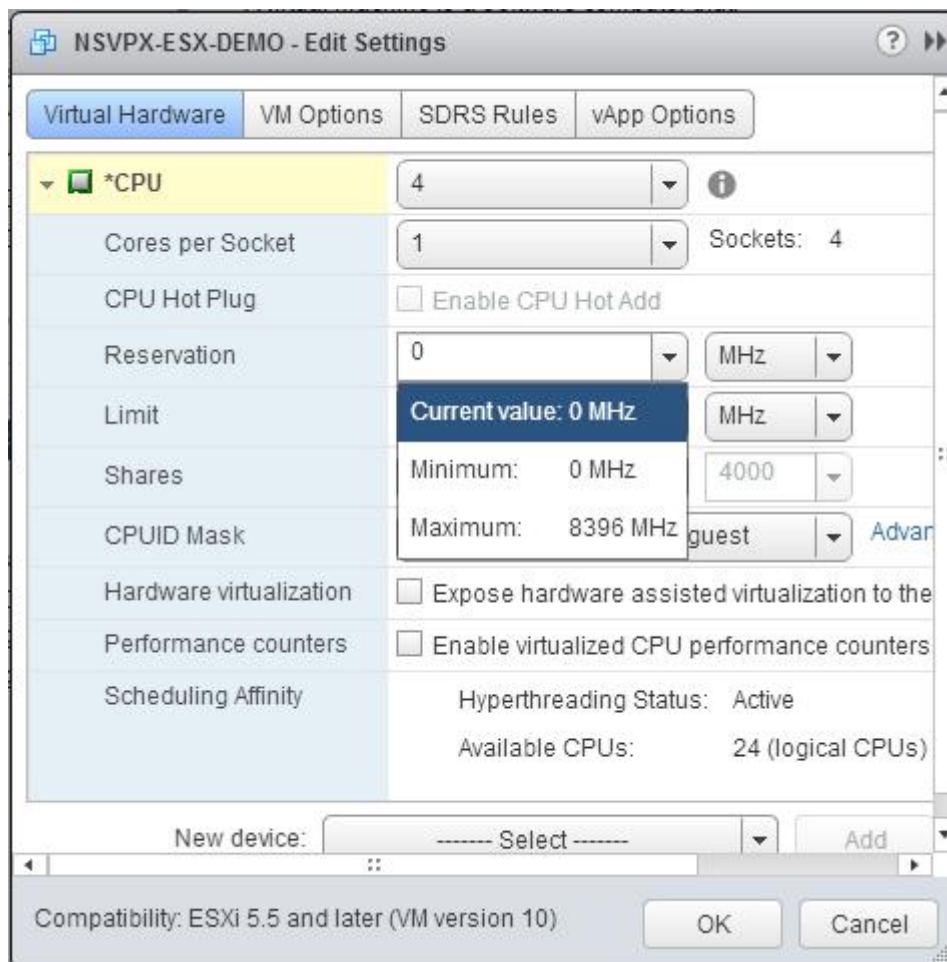 NSVPX-ESX-DEMO - Edit Settings ?
Virtual Hardware VM Options SDRS Rules vApp Options
*CPU 4
Cores per Socket 1 Sockets: 4
CPU Hot Plug Enable CPU Hot Add
Reservation 0 MHz
Current value: 0 MHz
Limit MHz
Minimum: 0 MHz
Shares 4000
Maximum: 8396 MHz
CPUID Mask guest Advan
Hardware virtualization Expose hardware assisted virtualization to the
Performance counters Enable virtualized CPU performance counters
Scheduling Affinity Hyperthreading Status: Active
Available CPUs: 24 (logical CPUs)
New device: ------- Select ------- Add
Compatibility: ESXi 5.5 and later (VM version 10) OK Cancel